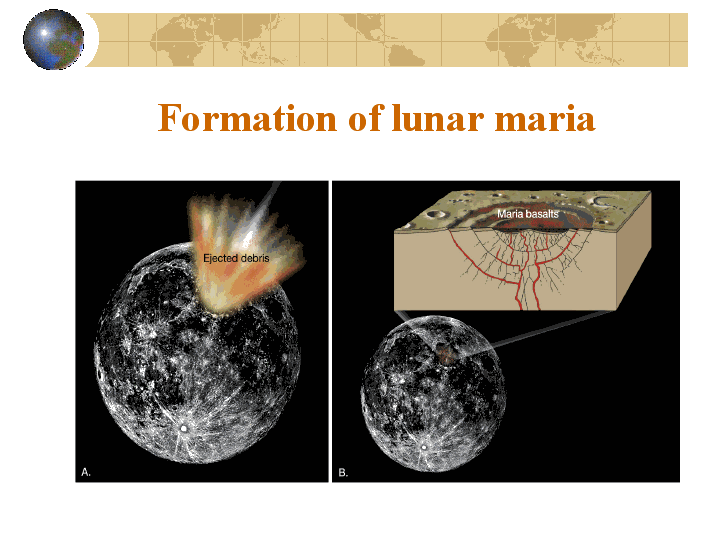 Formation of lunar maria
Ejected debris
Maria basalts
A.
B.